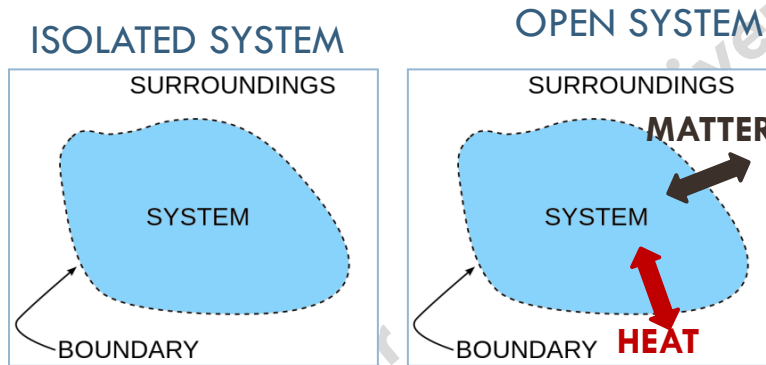 ISOLATED SYSTEM
SURROUNDINGS
SYSTEM
BOUNDARY
OPEN SYSTEM
SURROUNDINGS
MATTER
SYSTEM
BOUNDARY
HEAT